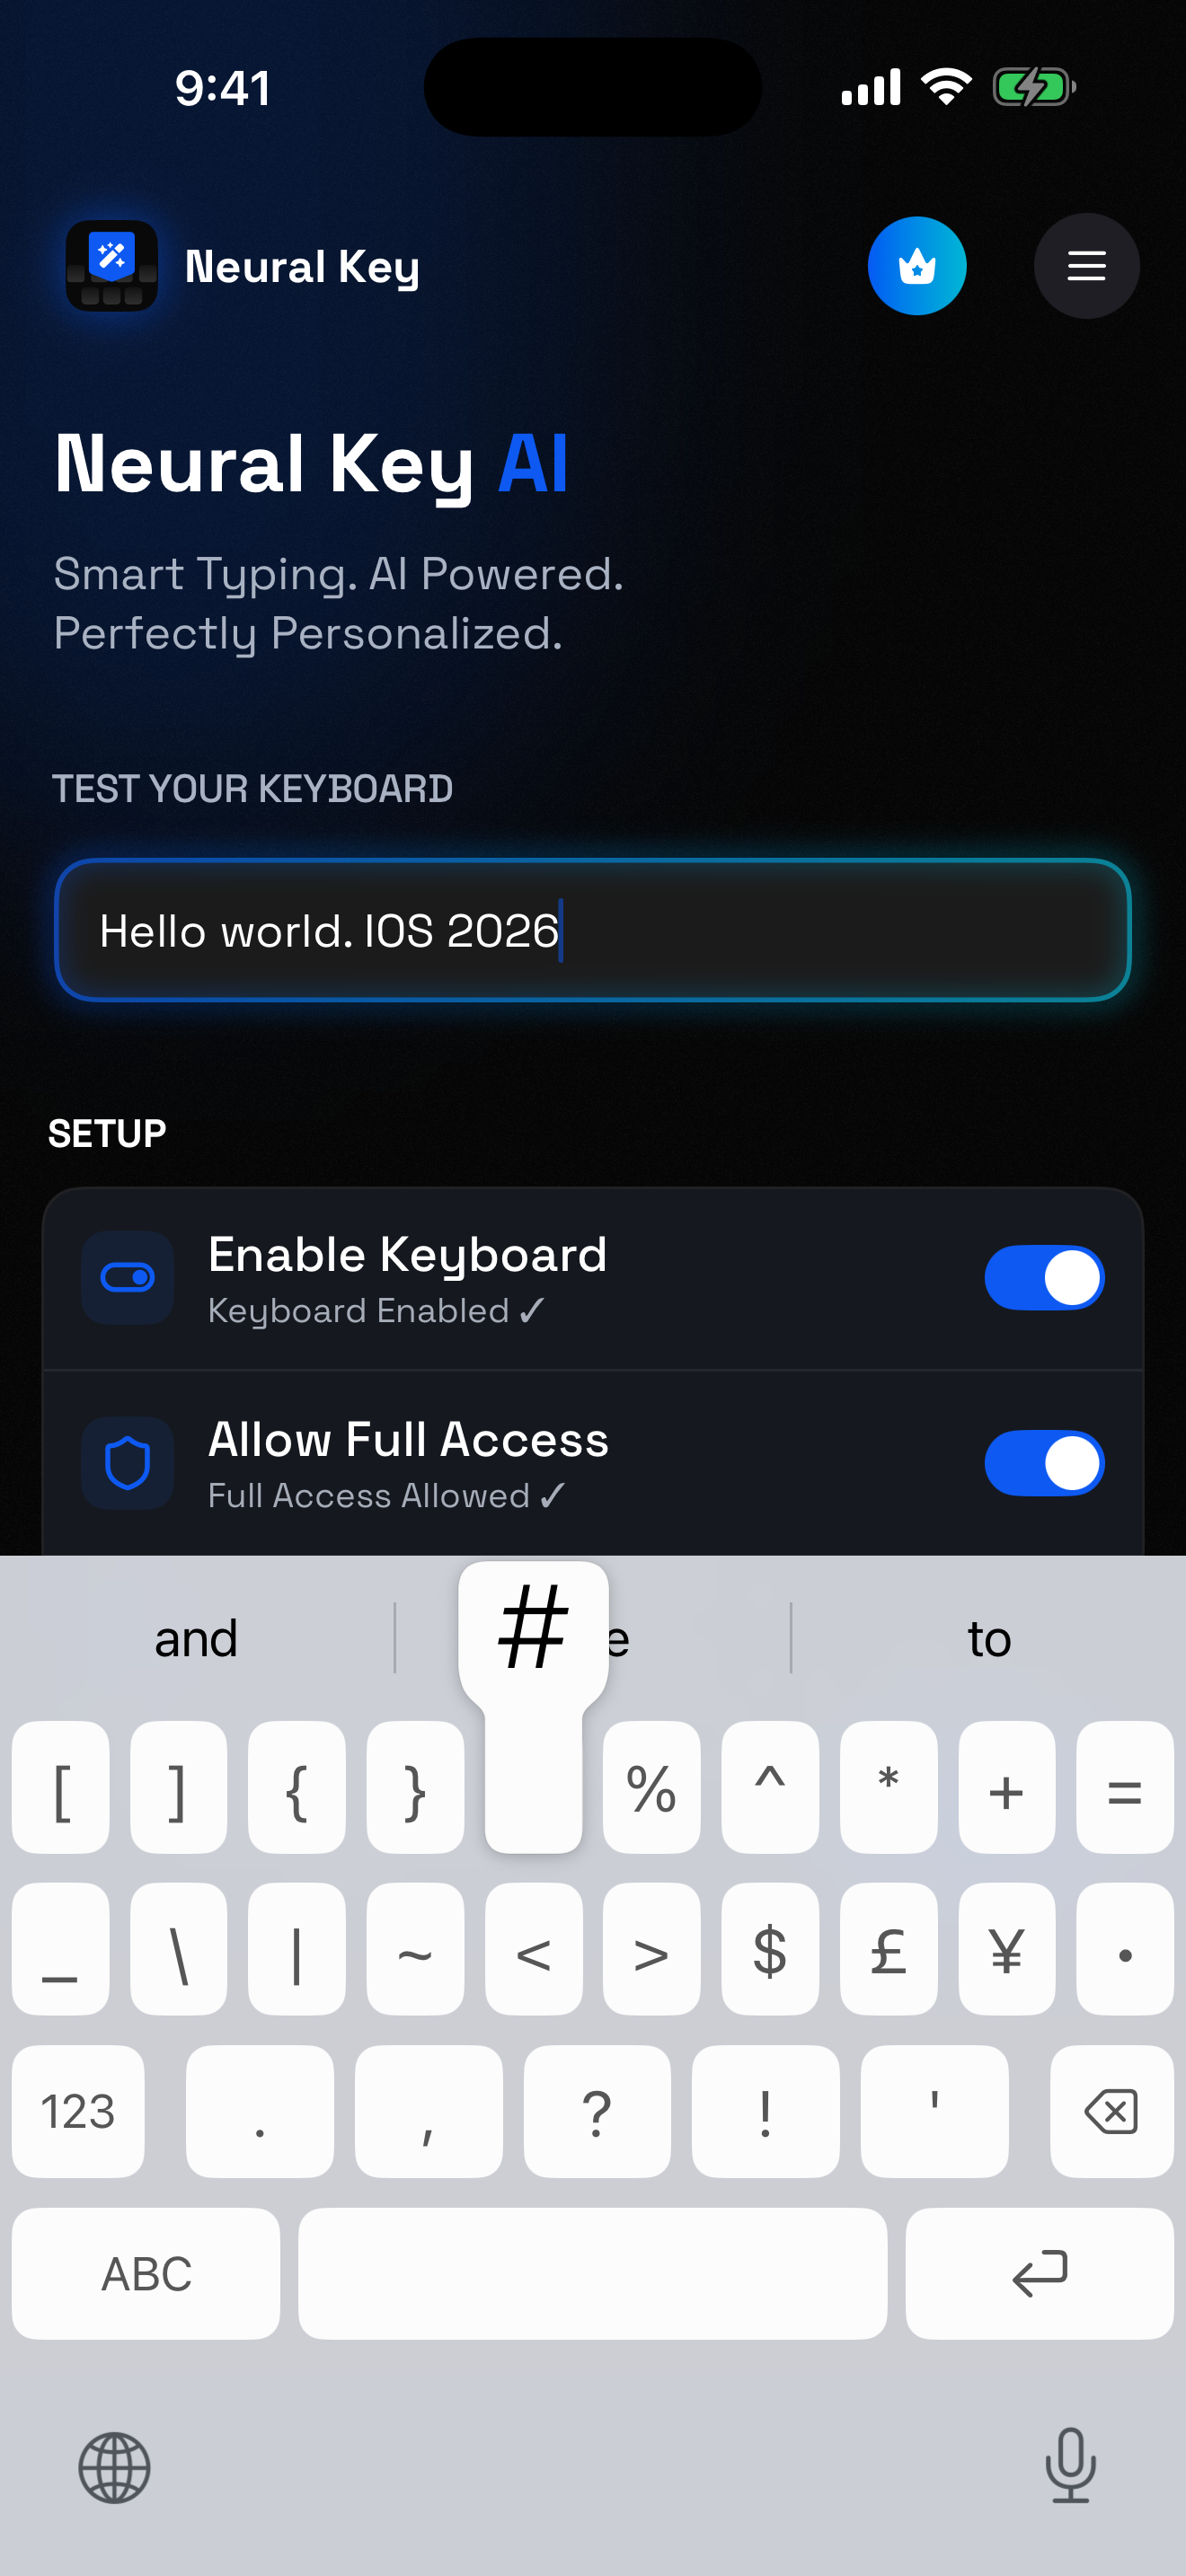 9:41
Neural Key
Neural Key AI
Smart Typing. AI Powered.
Perfectly Personalized.
TEST YOUR KEYBOARD
Hello world. IOS 2026
SETUP
Enable Keyboard
Keyboard Enabled ✓
Allow Full Access
Full Access Allowed ✓
and # e to
[ ] { } % ^ * + =
_ \ | ~ < > $ £ ¥ •
123 . , ? ! '
ABC